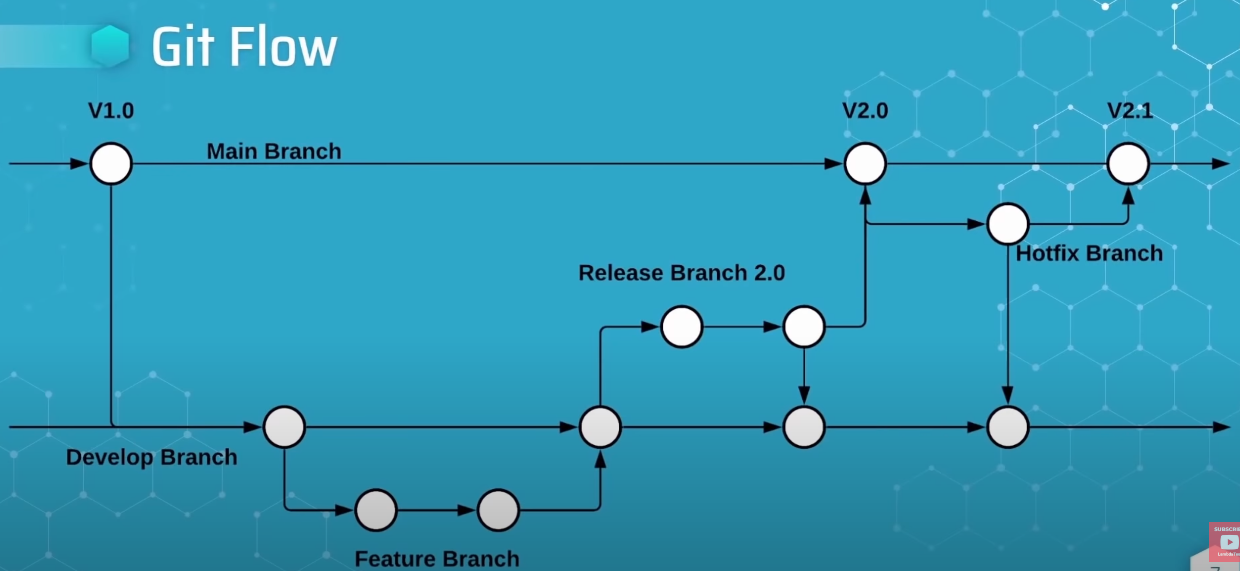 Git Flow
V1.0
V2.0
V2.1
Main Branch
Hotfix Branch
Release Branch 2.0
Develop Branch
Feature Branch
SUBSCRIBE